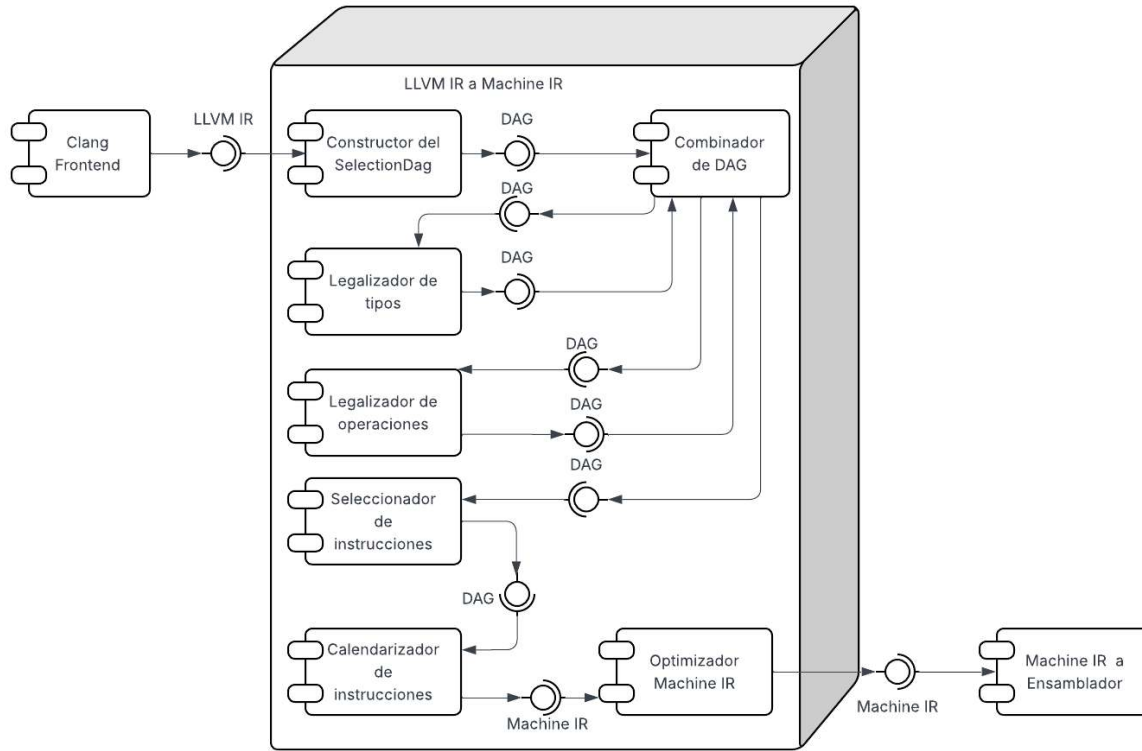 LLVM IR a Machine IR
LLVM IR
DAG
Clang
Frontend
Constructor del
SelectionDag
Combinador
de DAG
DAG
DAG
Legalizador de
tipos
DAG
Legalizador de
operaciones
DAG
DAG
Seleccionador
de
instrucciones
DAG
Calendarizador
de
instrucciones
Optimizador
Machine IR
Machine IR a
Ensamblador
Machine IR
Machine IR